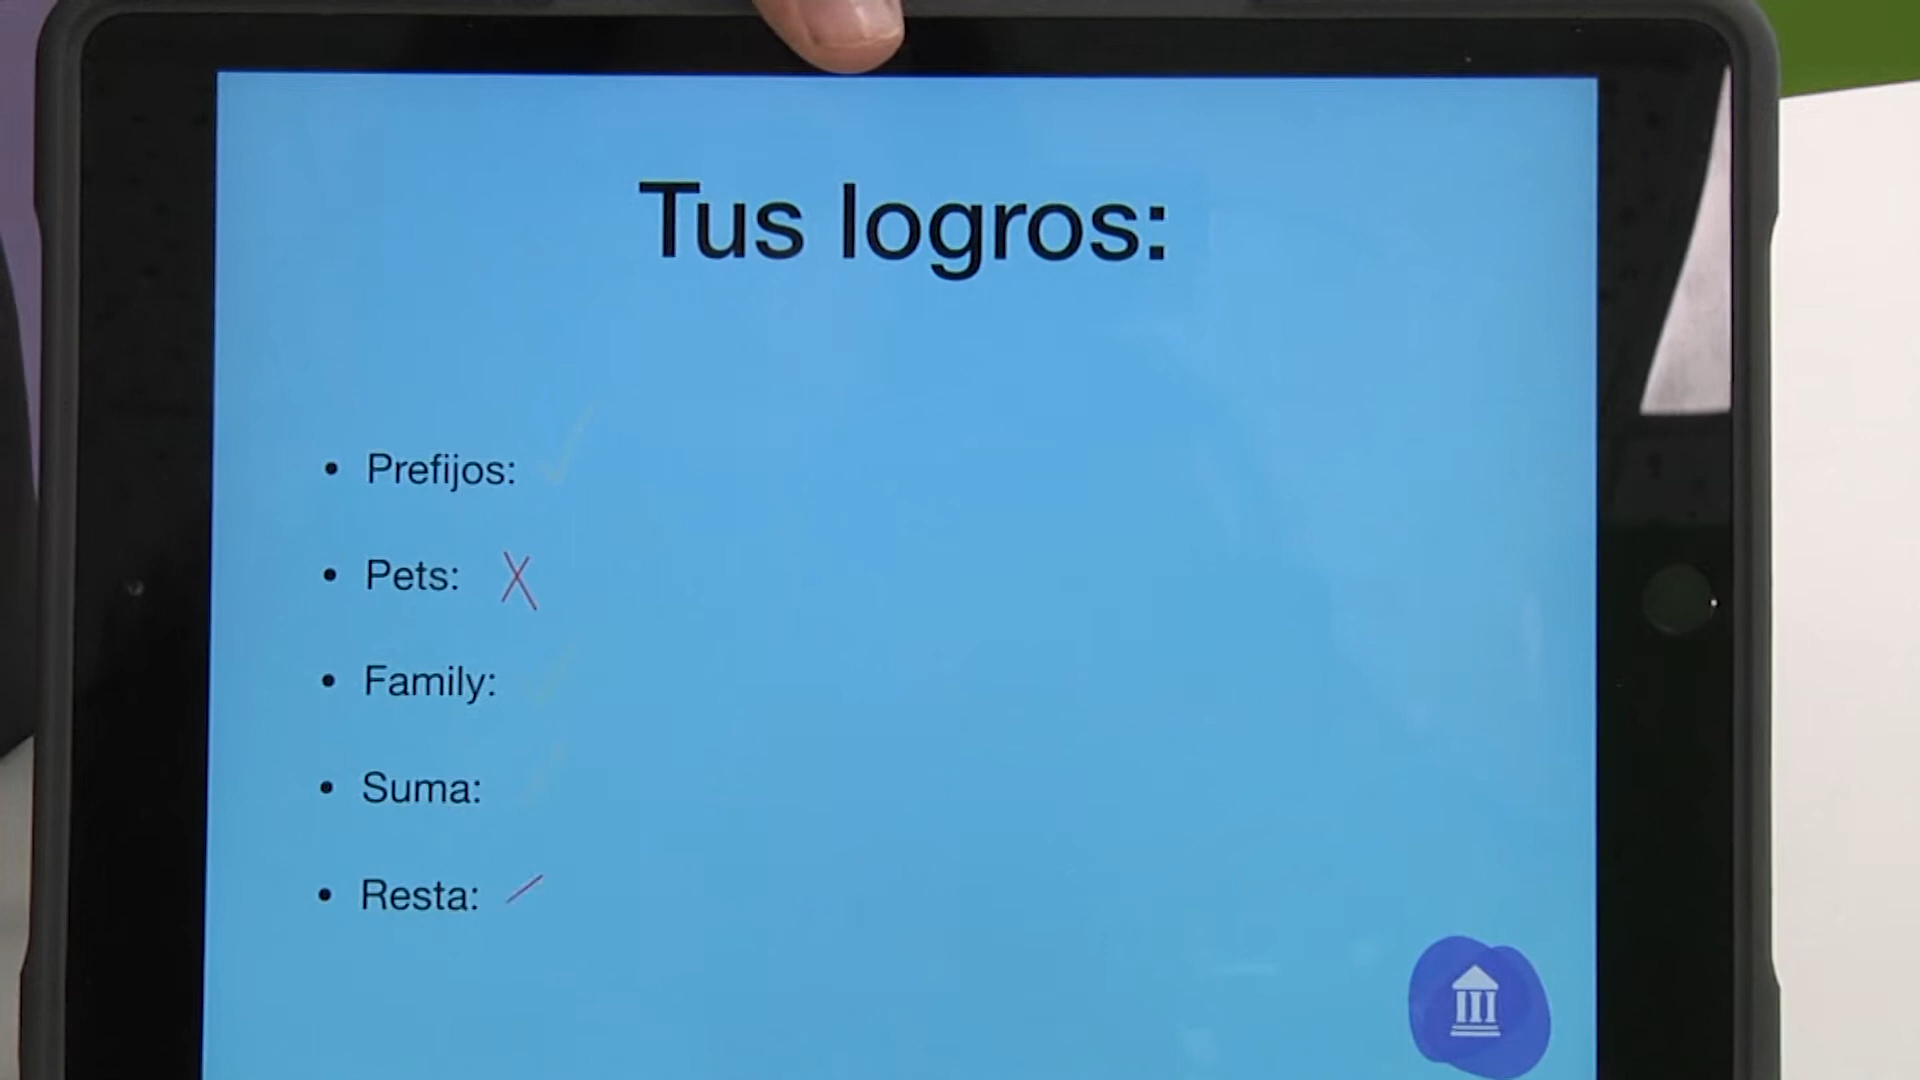 Tus logros:
• Prefijos:
• Pets:
• Family:
• Suma:
• Resta: